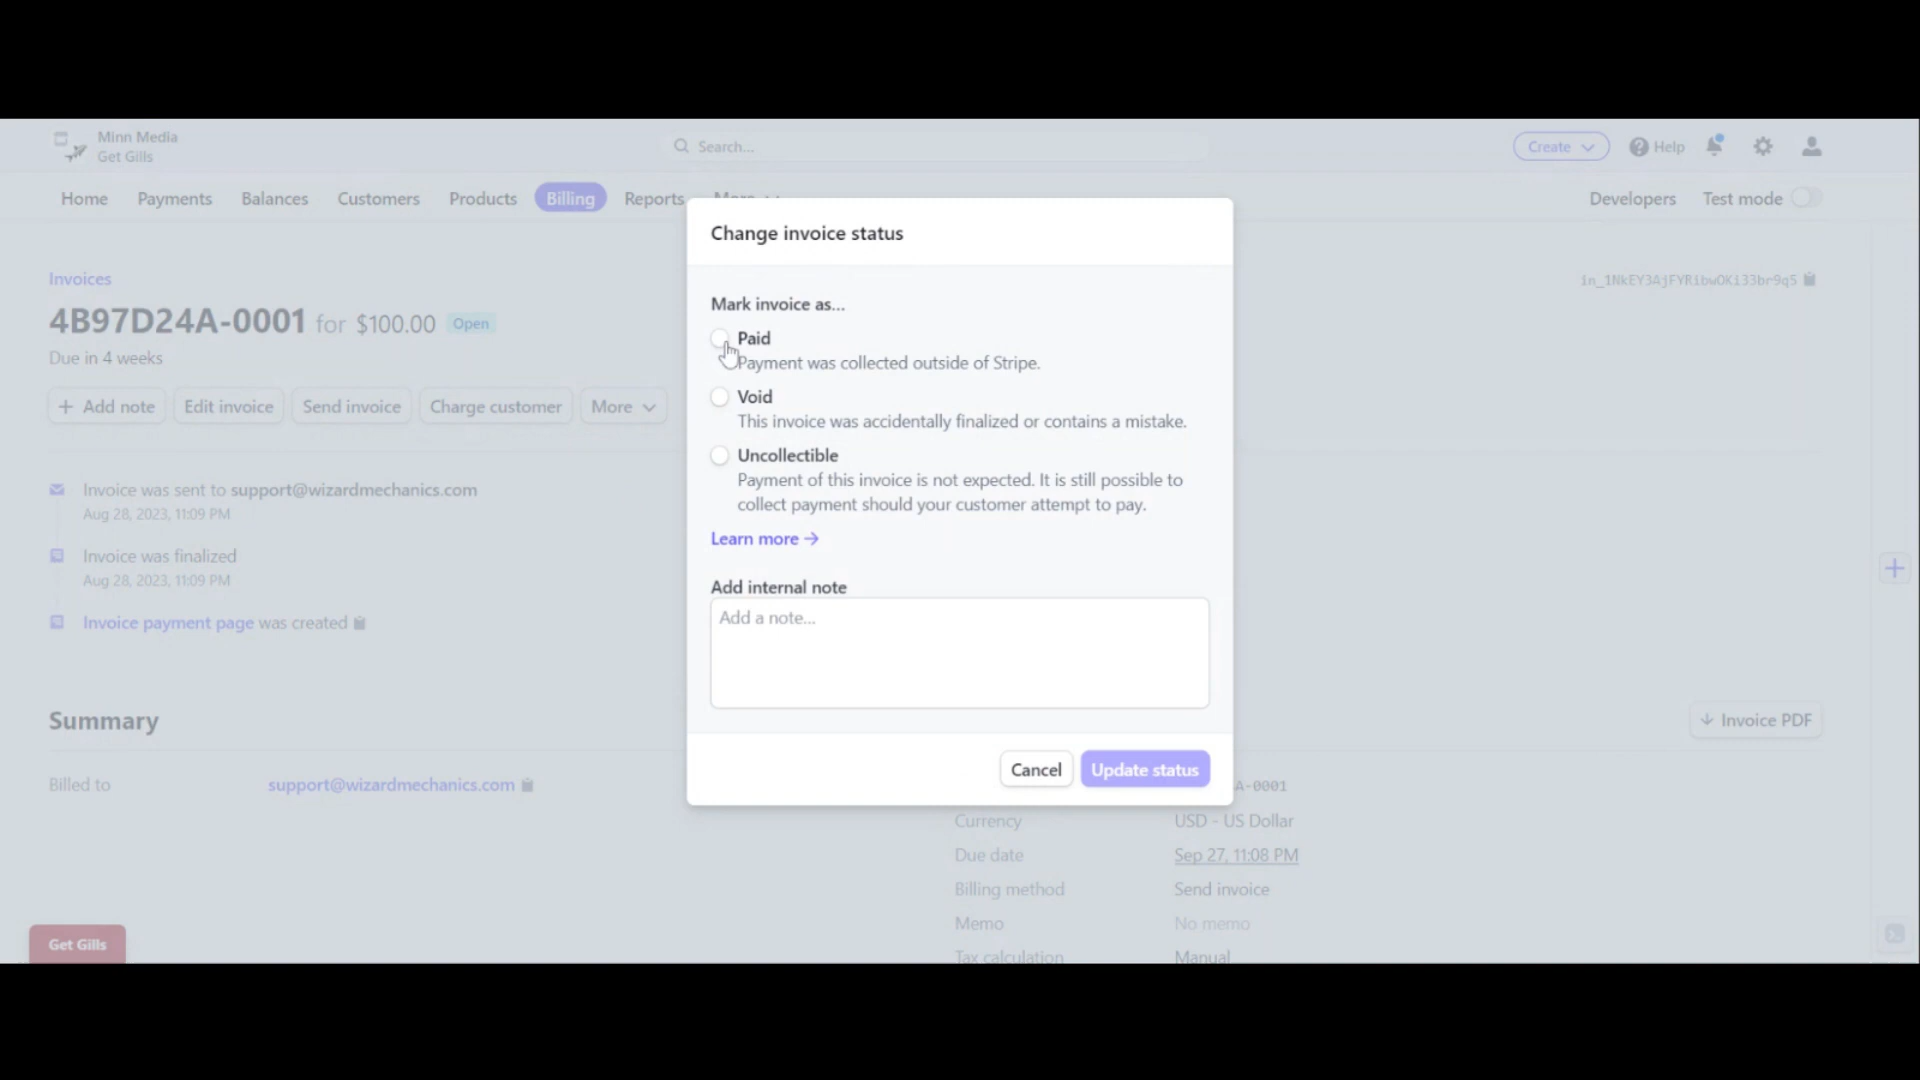 Minn Media
Get Gills
Search...
Create
Help
Home Payments Balances Customers Products Billing Reports More
Developers Test mode
Change invoice status
Invoices
in_1NkEY3AjFYRibwOKi33br9q5
4B97D24A-0001 for $100.00 Open
Due in 4 weeks
Add note Edit invoice Send invoice Charge customer More
Invoice was sent to support@wizardmechanics.com
Aug 28, 2023, 11:09 PM
Invoice was finalized
Aug 28, 2023, 11:09 PM
Invoice payment page was created
Mark invoice as...
Paid
Payment was collected outside of Stripe.
Void
This invoice was accidentally finalized or contains a mistake.
Uncollectible
Payment of this invoice is not expected. It is still possible to
collect payment should your customer attempt to pay.
Learn more →
Add internal note
Add a note...
Cancel Update status
Summary
Invoice PDF
Billed to support@wizardmechanics.com
A-0001
Currency USD - US Dollar
Due date Sep 27, 11:08 PM
Billing method Send invoice
Memo No memo
Tax calculation Manual
Get Gills